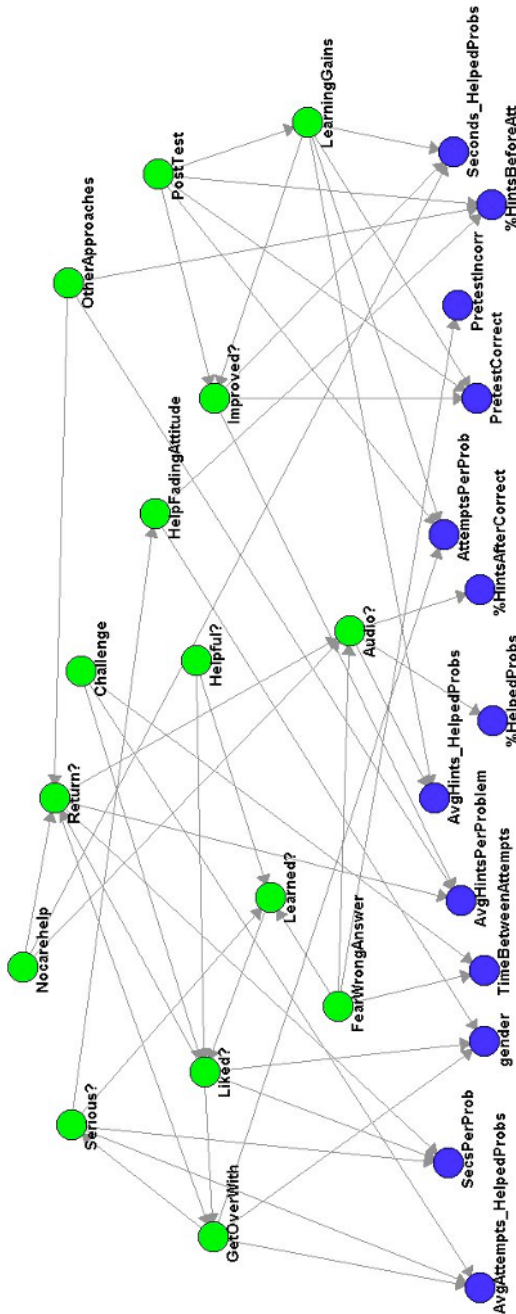 Nocarehelp
Return?
OtherApproaches
Serious?
Challenge
HelpFadingAttitude
PostTest
Liked?
Helpful?
Improved?
GetOverWith
Learned?
LearningGains
FearWrongAnswer
Audio?
AvgAttempts_HelpedProbs
SecsPerProb
gender
TimeBetweenAttempts
AvgHintsPerProblem
AvgHints_HelpedProbs
%HelpedProbs
%HintsAfterCorrect
AttemptsPerProb
PretestCorrect
PretestIncorr
%HintsBeforeAtt
Seconds_HelpedProbs